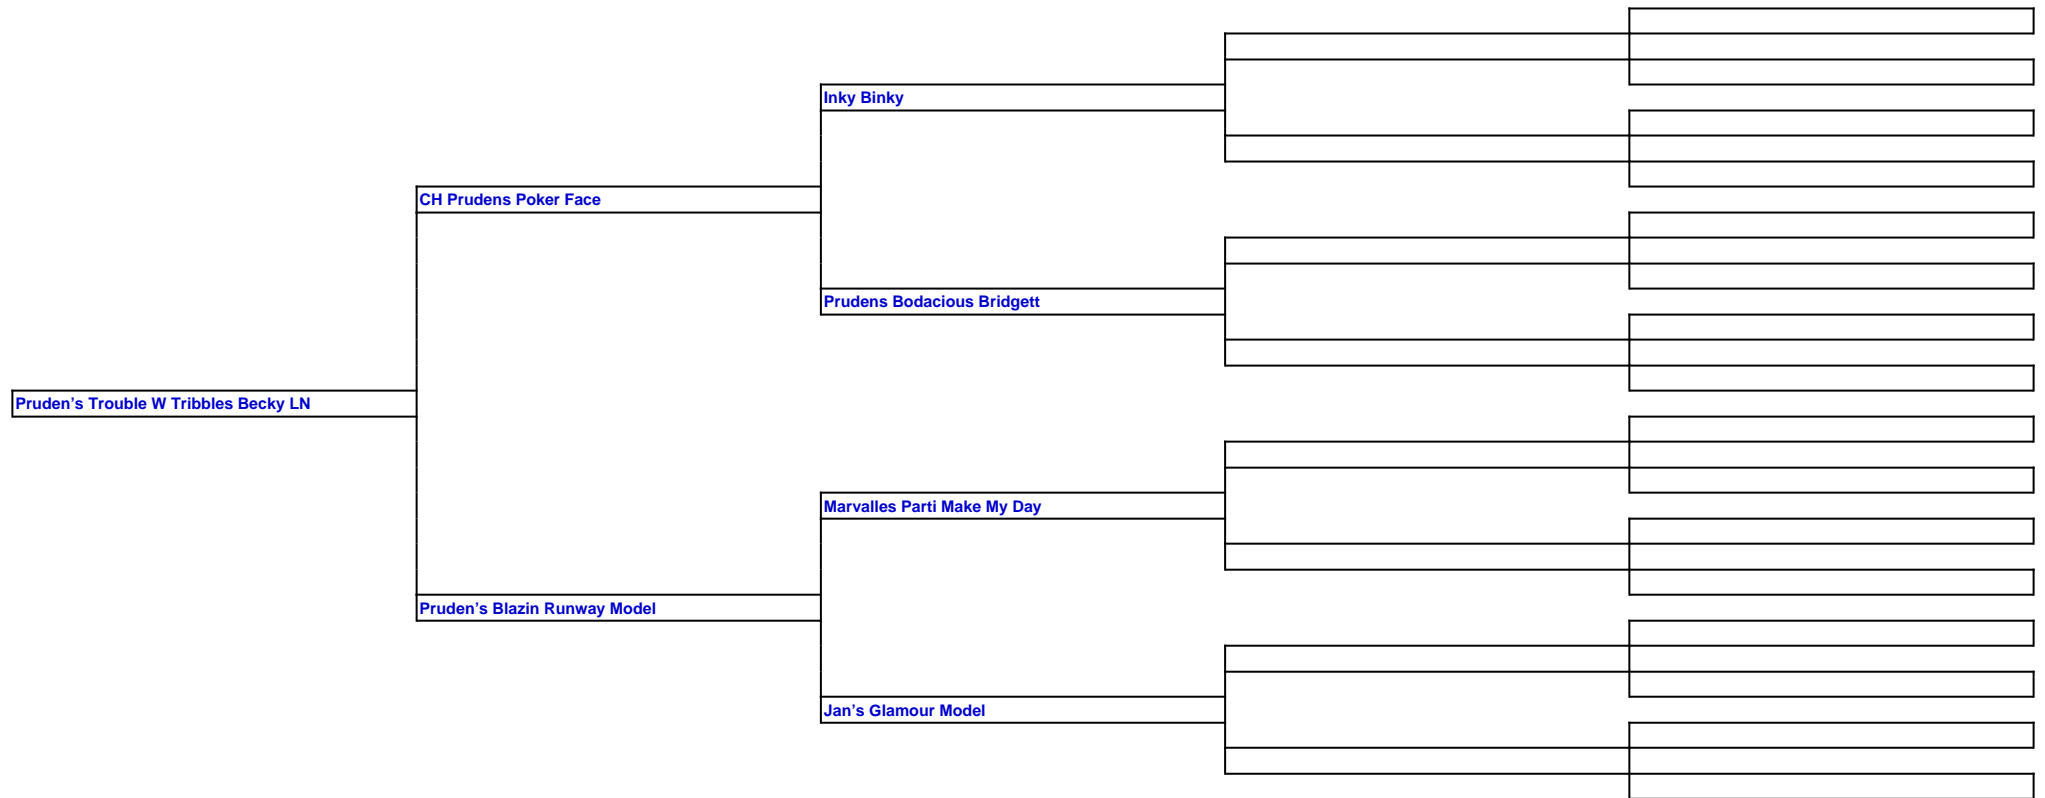 Inky Binky
CH Prudens Poker Face
Prudens Bodacious Bridgett
Pruden’s Trouble W Tribbles Becky LN
Marvalles Parti Make My Day
Pruden’s Blazin Runway Model
Jan’s Glamour Model